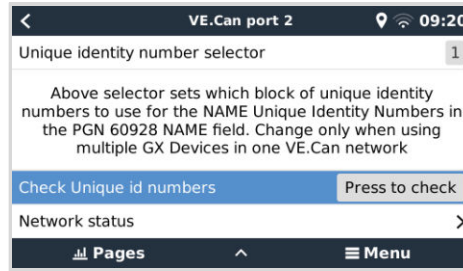 VE.Can port 2 09:20
Unique identity number selector 1
Above selector sets which block of unique identity
numbers to use for the NAME Unique Identity Numbers in
the PGN 60928 NAME field. Change only when using
multiple GX Devices in one VE.Can network
Check Unique id numbers Press to check
Network status
Pages Menu